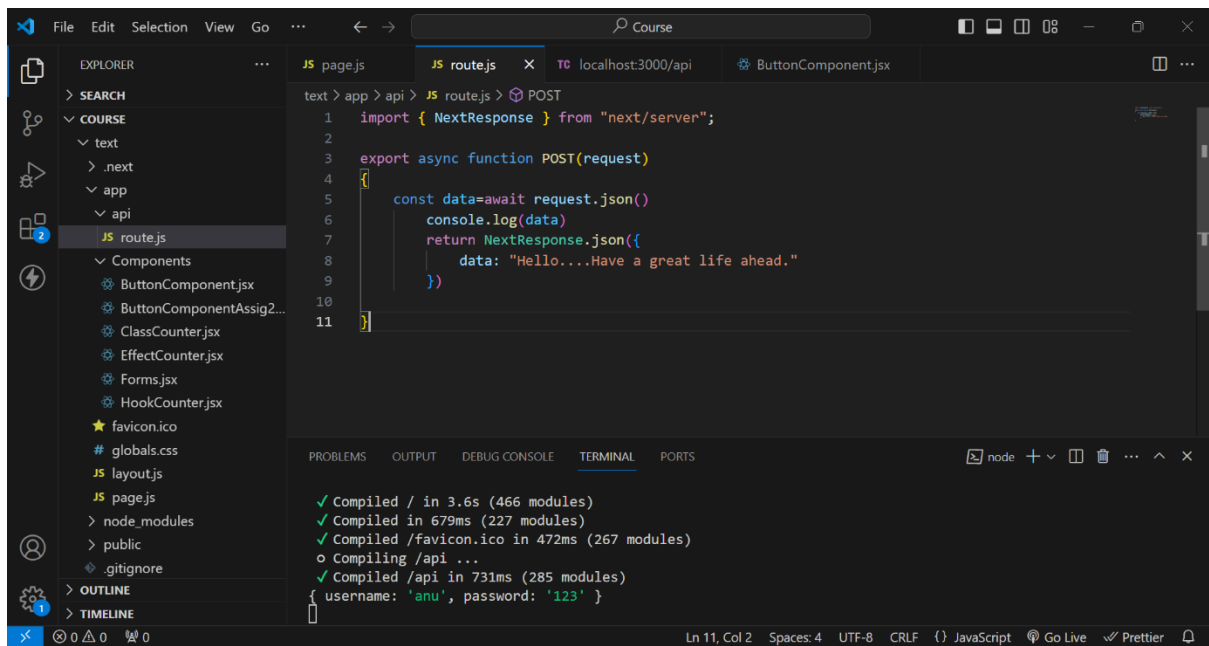 File Edit Selection View Go ··· Course
EXPLORER ···
SEARCH
COURSE
text
.next
app
api
JS route.js
Components
ButtonComponent.jsx
ButtonComponentAssig2...
ClassCounter.jsx
EffectCounter.jsx
Forms.jsx
HookCounter.jsx
favicon.ico
# globals.css
JS layout.js
JS page.js
node_modules
public
.gitignore
OUTLINE
TIMELINE
2
1
JS page.js JS route.js × TC localhost:3000/api ButtonComponent.jsx ···
text > app > api > JS route.js > POST
1 import { NextResponse } from "next/server";
2
3 export async function POST(request)
4 {
5 const data=await request.json()
6 console.log(data)
7 return NextResponse.json({
8 data: "Hello....Have a great life ahead."
9 })
10
11 }
PROBLEMS OUTPUT DEBUG CONSOLE TERMINAL PORTS node ···
✓ Compiled / in 3.6s (466 modules)
✓ Compiled in 679ms (227 modules)
✓ Compiled /favicon.ico in 472ms (267 modules)
○ Compiling /api ...
✓ Compiled /api in 731ms (285 modules)
{ username: 'anu', password: '123' }
0 0 0 Ln 11, Col 2 Spaces: 4 UTF-8 CRLF {} JavaScript Go Live Prettier